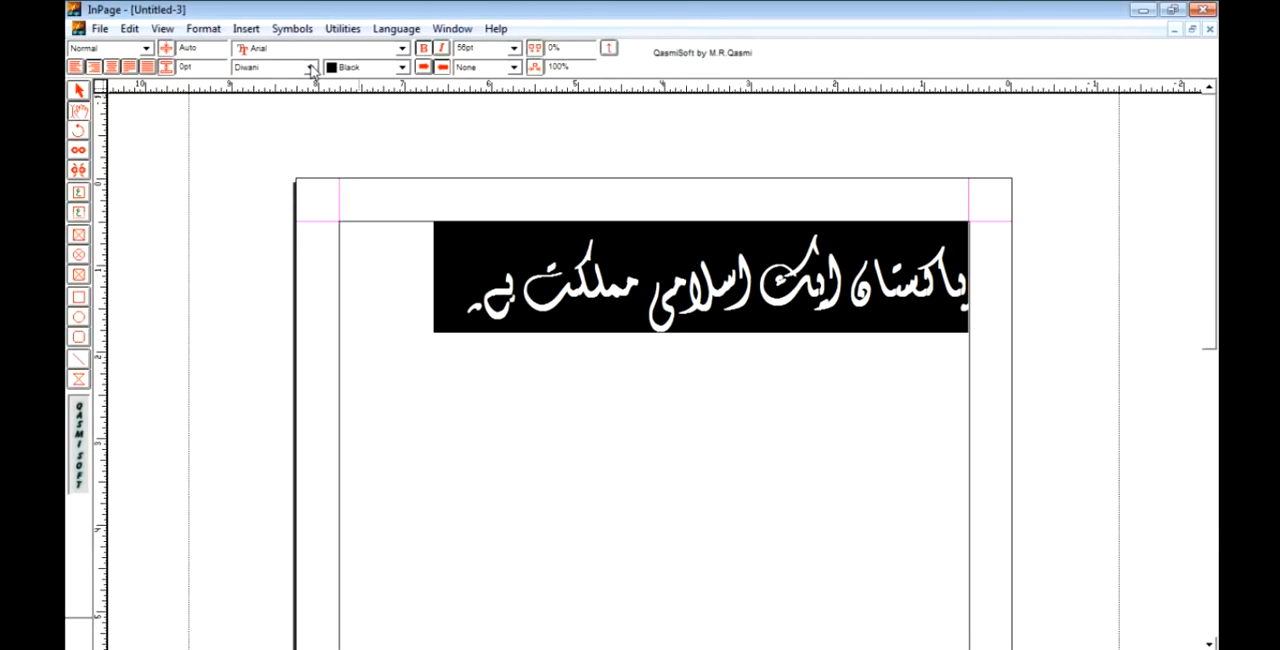 InPage - [Untitled-3]
File Edit View Format Insert Symbols Utilities Language Window Help
Normal Auto Arial B I 56pt 0%
QasmiSoft by M.R.Qasmi
0pt Diwani Black None 100%
پاکستان ایک اسلامی مملکت ہے۔
QASMI SOFT